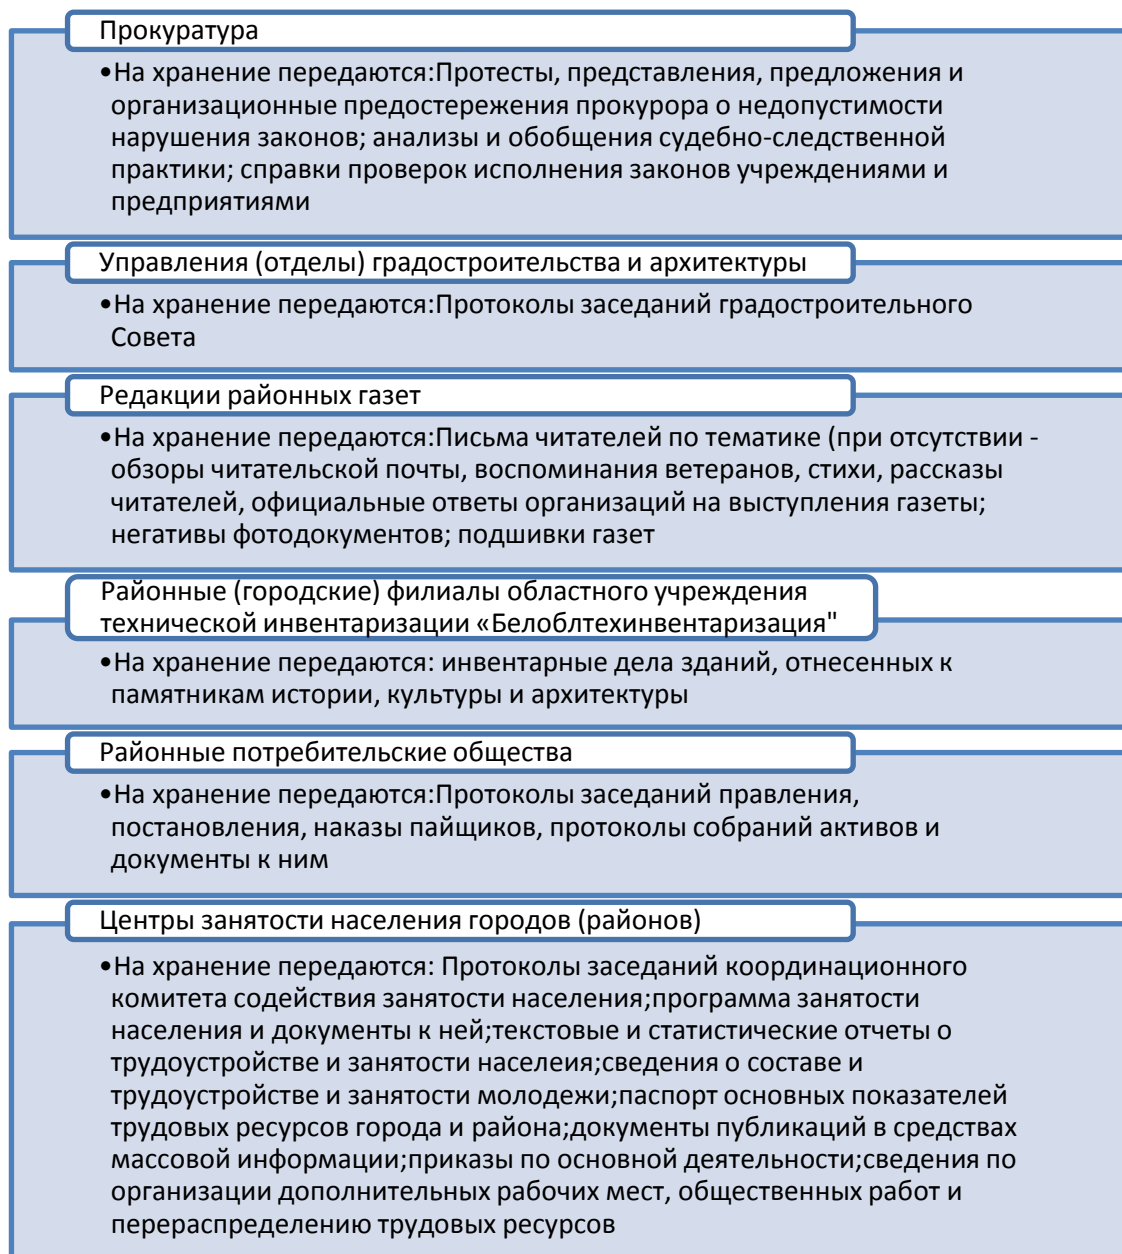 Прокуратура
•На хранение передаются:Протесты, представления, предложения и
организационные предостережения прокурора о недопустимости
нарушения законов; анализы и обобщения судебно-следственной
практики; справки проверок исполнения законов учреждениями и
предприятиями
Управления (отделы) градостроительства и архитектуры
•На хранение передаются:Протоколы заседаний градостроительного
Совета
Редакции районных газет
•На хранение передаются:Письма читателей по тематике (при отсутствии -
обзоры читательской почты, воспоминания ветеранов, стихи, рассказы
читателей, официальные ответы организаций на выступления газеты;
негативы фотодокументов; подшивки газет
Районные (городские) филиалы областного учреждения
технической инвентаризации «Белоблтехинвентаризация"
•На хранение передаются: инвентарные дела зданий, отнесенных к
памятникам истории, культуры и архитектуры
Районные потребительские общества
•На хранение передаются:Протоколы заседаний правления,
постановления, наказы пайщиков, протоколы собраний активов и
документы к ним
Центры занятости населения городов (районов)
•На хранение передаются: Протоколы заседаний координационного
комитета содействия занятости населения;программа занятости
населения и документы к ней;текстовые и статистические отчеты о
трудоустройстве и занятости населеия;сведения о составе и
трудоустройстве и занятости молодежи;паспорт основных показателей
трудовых ресурсов города и района;документы публикаций в средствах
массовой информации;приказы по основной деятельности;сведения по
организации дополнительных рабочих мест, общественных работ и
перераспределению трудовых ресурсов